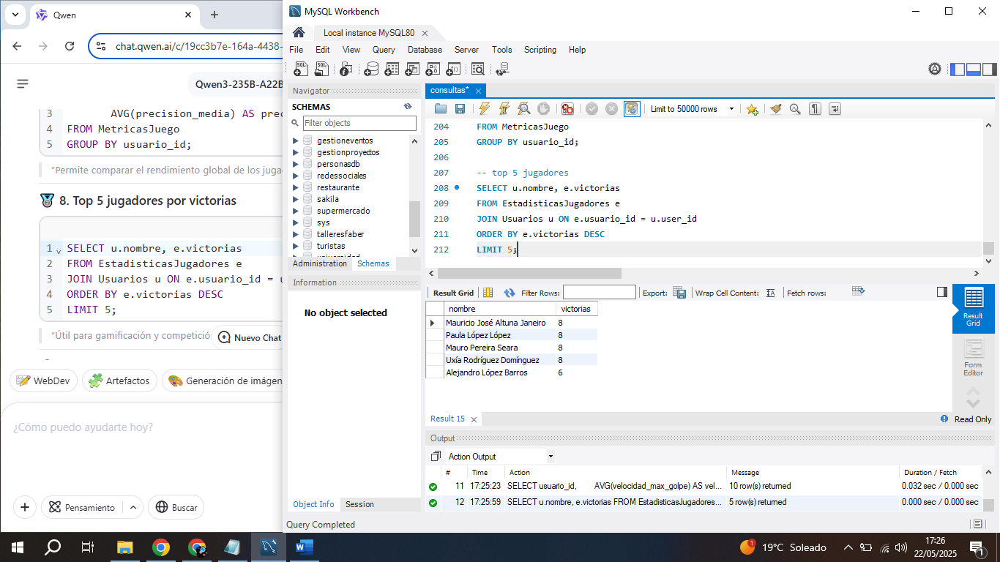 Qwen
chat.qwen.ai/c/19cc3b7e-164a-4438-
Qwen3-235B-A22B
3 AVG(precision_media) AS prec
4 FROM MetricasJuego
5 GROUP BY usuario_id;
“Permite comparar el rendimiento global de los juga
8. Top 5 jugadores por victorias
1 SELECT u.nombre, e.victorias
2 FROM EstadisticasJugadores e
3 JOIN Usuarios u ON e.usuario_id = u
4 ORDER BY e.victorias DESC
5 LIMIT 5;
“Útil para gamificación y competició
Nuevo Chat
WebDev
Artefactos
Generación de imágen
¿Cómo puedo ayudarte hoy?
Pensamiento
Buscar
MySQL Workbench
Local instance MySQL80
File Edit View Query Database Server Tools Scripting Help
Navigator
SCHEMAS
Filter objects
gestioneventos
gestionproyectos
personasdb
redessociales
restaurante
sakila
supermercado
sys
talleresfaber
turistas
universidad
Administration Schemas
Information
No object selected
Object Info Session
consultas*
Limit to 50000 rows
204 FROM MetricasJuego
205 GROUP BY usuario_id;
206
207 -- top 5 jugadores
208 SELECT u.nombre, e.victorias
209 FROM EstadisticasJugadores e
210 JOIN Usuarios u ON e.usuario_id = u.user_id
211 ORDER BY e.victorias DESC
212 LIMIT 5;
Result Grid Filter Rows: Export: Wrap Cell Content: Fetch rows:
nombre victorias
Mauricio José Altuna Janeiro 8
Paula López López 8
Mauro Pereira Seara 8
Uxía Rodríguez Domínguez 8
Alejandro López Barros 6
Result Grid
Form Editor
Result 15
Read Only
Output
Action Output
# Time Action Message Duration / Fetch
11 17:25:23 SELECT usuario_id, AVG(velocidad_max_golpe) AS vel... 10 row(s) returned 0.032 sec / 0.000 sec
12 17:25:59 SELECT u.nombre, e.victorias FROM EstadisticasJugadores... 5 row(s) returned 0.000 sec / 0.000 sec
Query Completed
1
19°C Soleado
17:26
22/05/2025
1